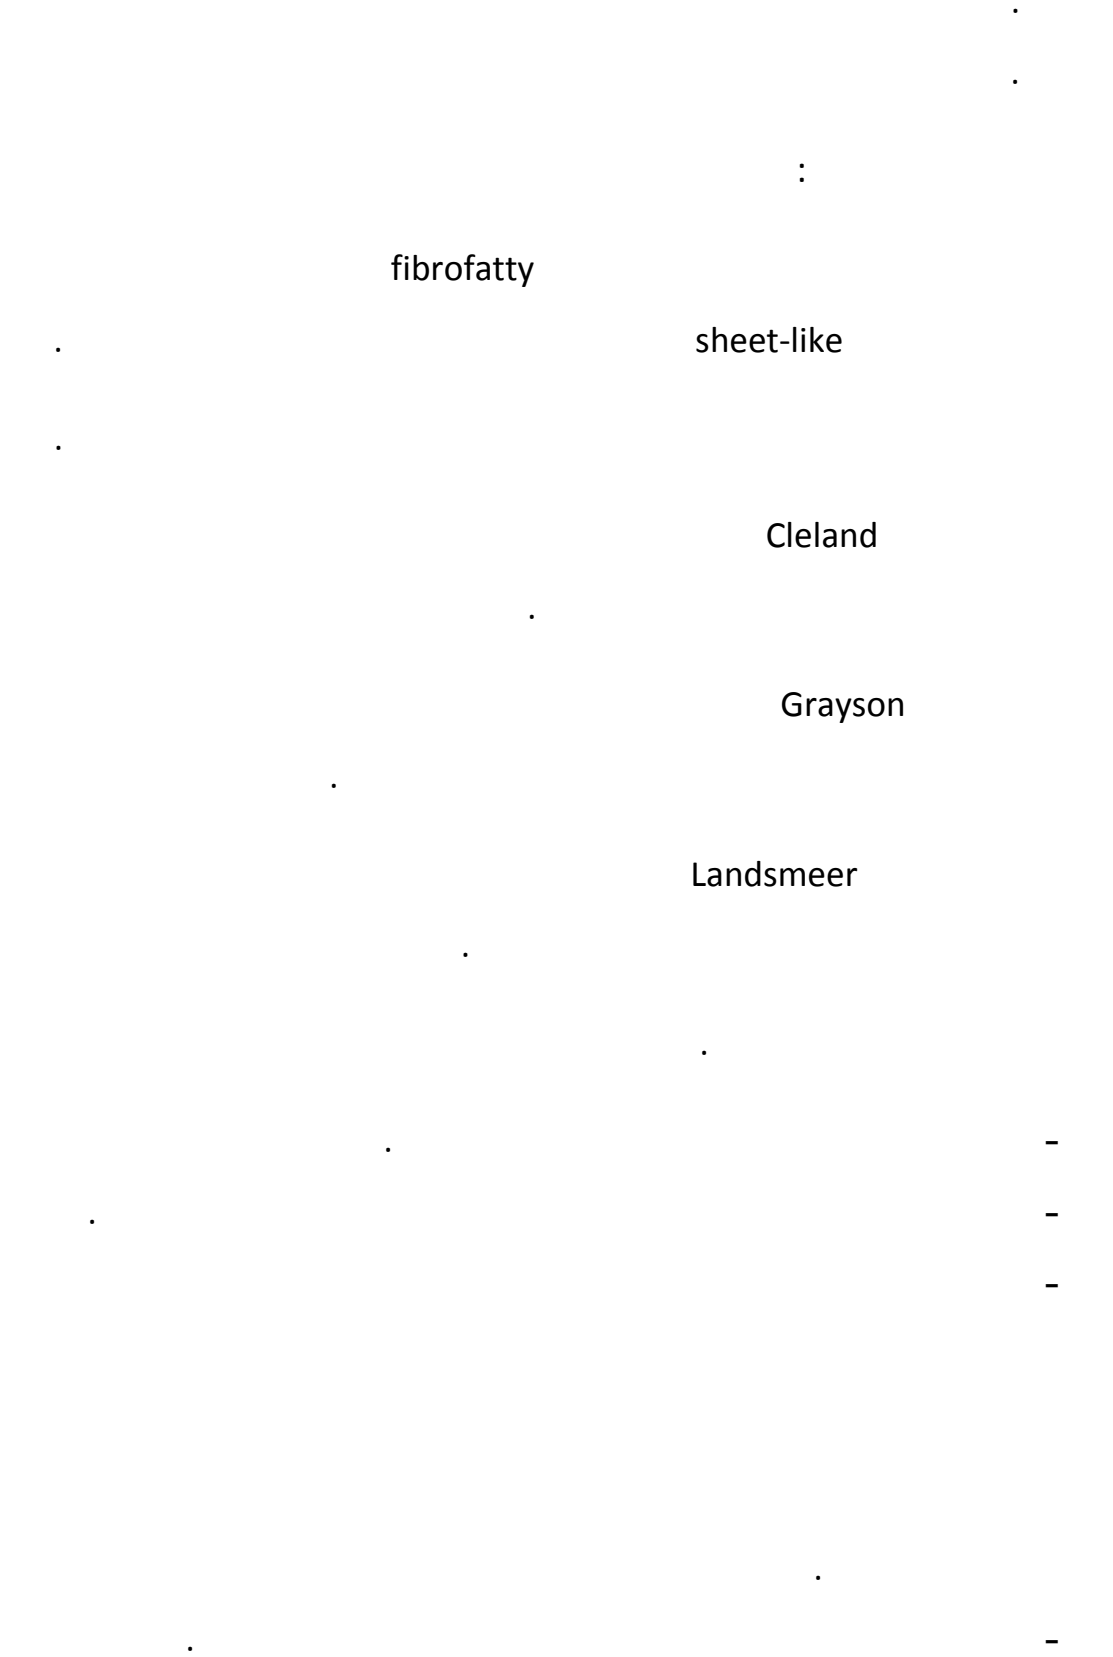 .
.
:
fibrofatty
sheet-like .
.
Cleland
.
Grayson
.
Landsmeer
.
.
- .
- .
-
.
- .